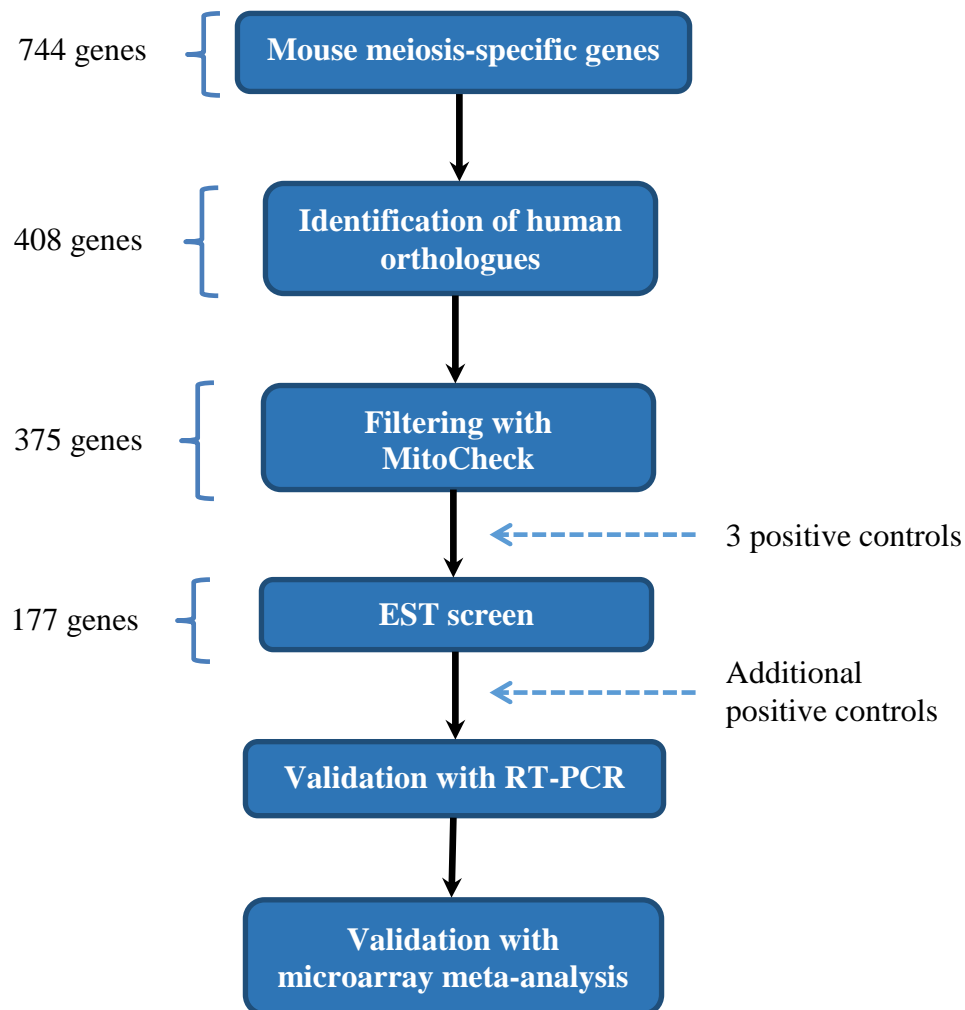 744 genes
Mouse meiosis-specific genes
408 genes
Identification of human
orthologues
375 genes
Filtering with
MitoCheck
3 positive controls
177 genes
EST screen
Additional
positive controls
Validation with RT-PCR
Validation with
microarray meta-analysis